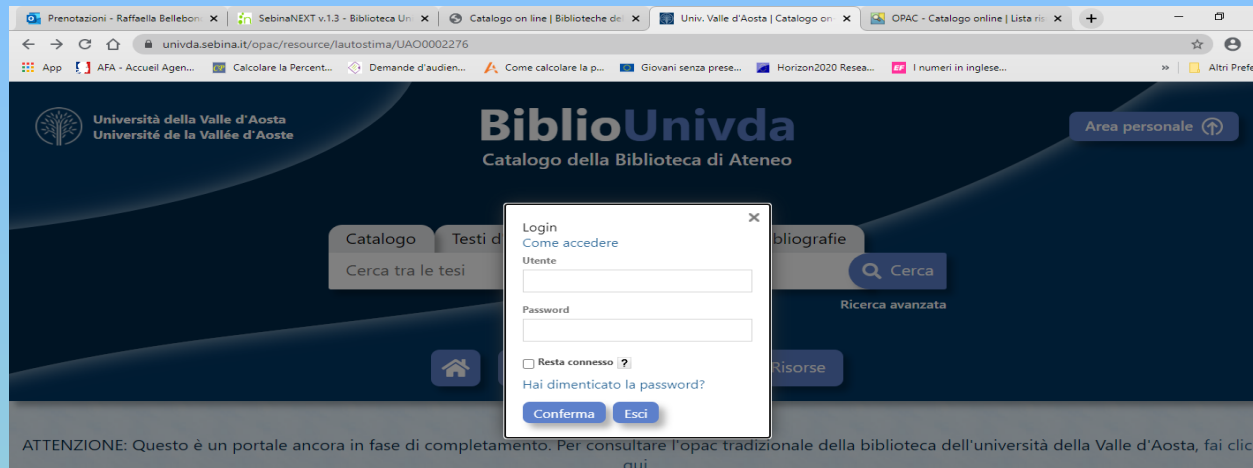 Prenotazioni - Raffaella Bellebon
SebinaNEXT v.1.3 - Biblioteca Un
Catalogo on line | Biblioteche del
Univ. Valle d'Aosta | Catalogo on
OPAC - Catalogo online | Lista ris
univda.sebina.it/opac/resource/lautostima/UAO0002276
App
AFA - Accueil Agen...
Calcolare la Percent...
Demande d'audien...
Come calcolare la p...
Giovani senza prese...
Horizon2020 Resea...
I numeri in inglese...
»
Altri Prefe
Università della Valle d'Aosta
Université de la Vallée d'Aoste
BiblioUnivda
Catalogo della Biblioteca di Ateneo
Area personale
Catalogo
Testi d
bliografie
Cerca tra le tesi
Cerca
Ricerca avanzata
Risorse
Login
Come accedere
Utente
Password
Resta connesso ?
Hai dimenticato la password?
Conferma
Esci
ATTENZIONE: Questo è un portale ancora in fase di completamento. Per consultare l'opac tradizionale della biblioteca dell'università della Valle d'Aosta, fai clic
qui